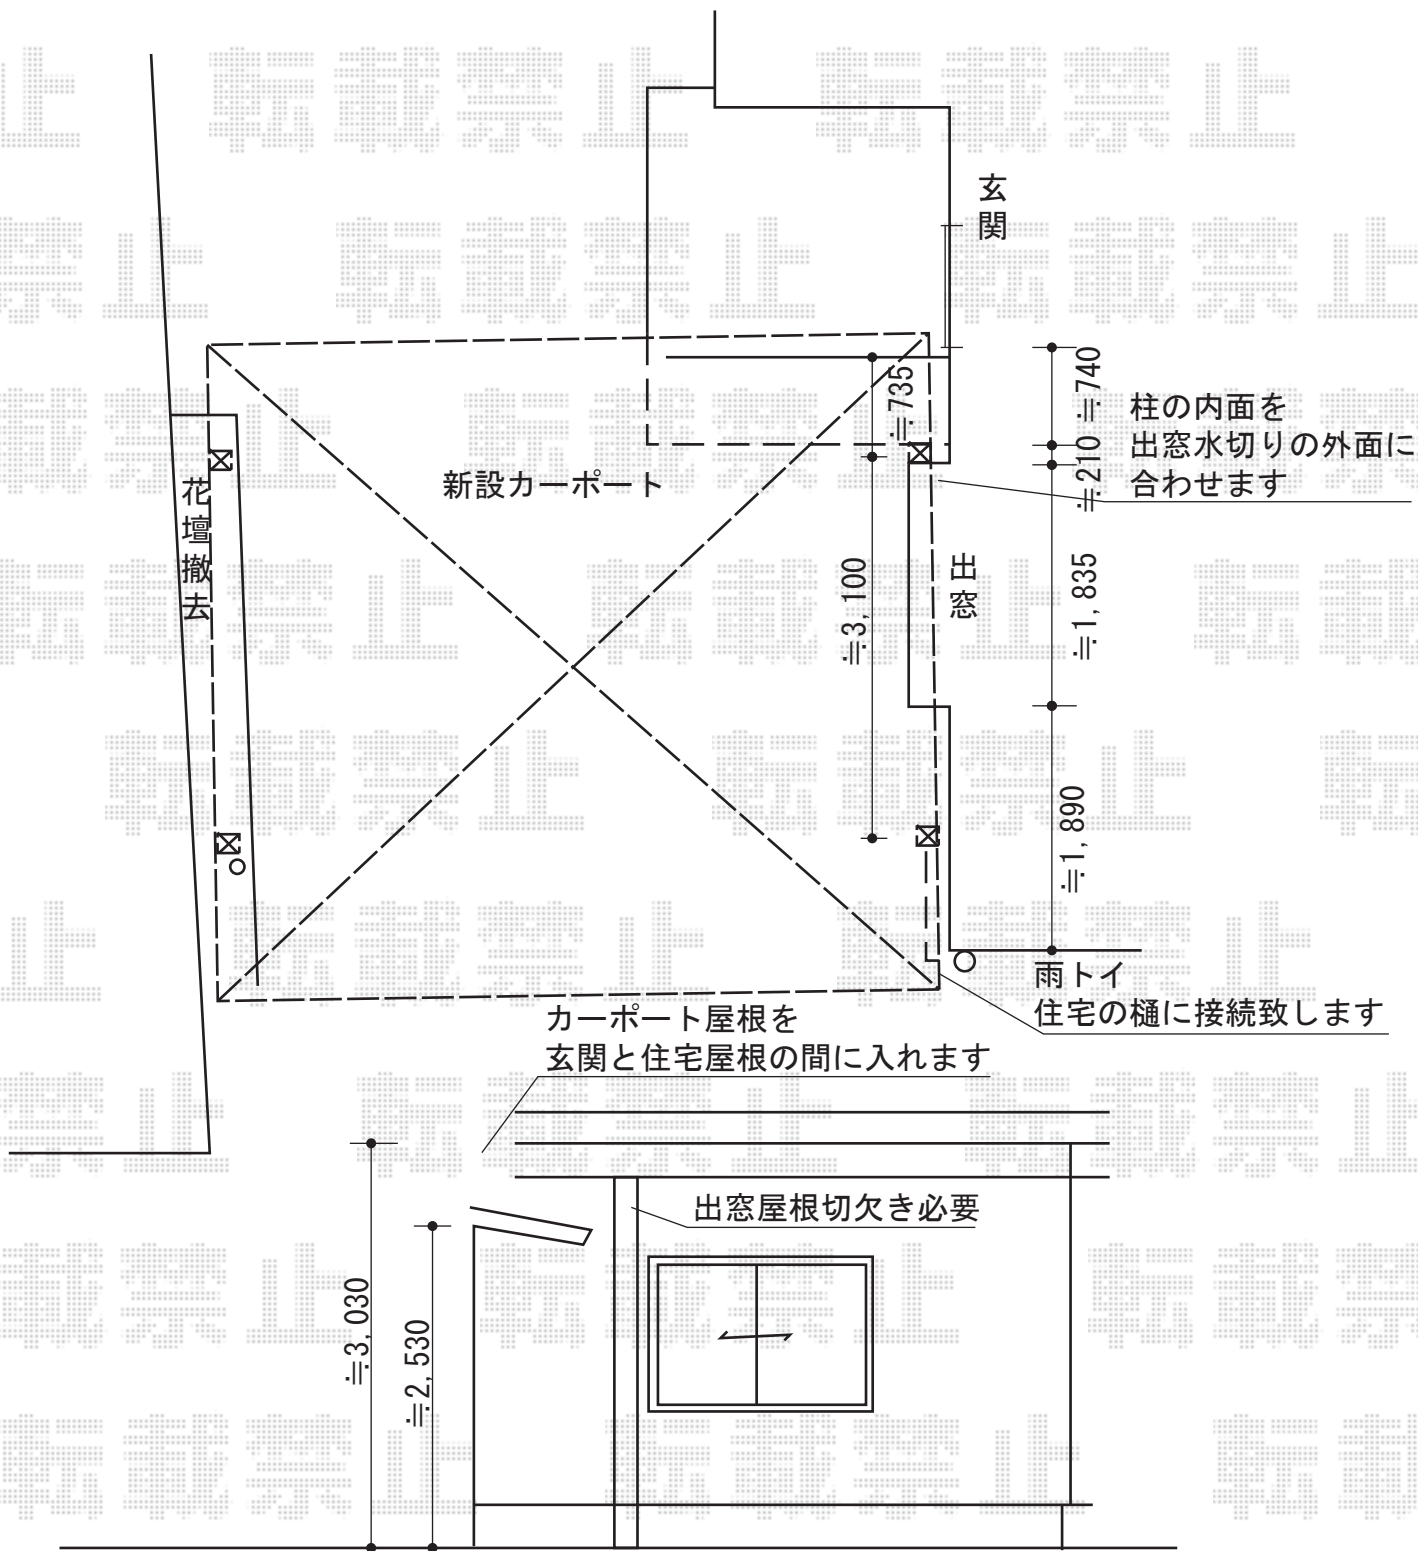 転載禁止
玄関
≒735
≒740
≒210
柱の内面を
出窓水切りの外面に
合わせます
新設カーポート
花壇撤去
出窓
≒3,100
≒1,835
≒1,890
雨トイ
住宅の樋に接続致します
カーポート屋根を
玄関と住宅屋根の間に入れます
出窓屋根切欠き必要
≒3,030
≒2,530